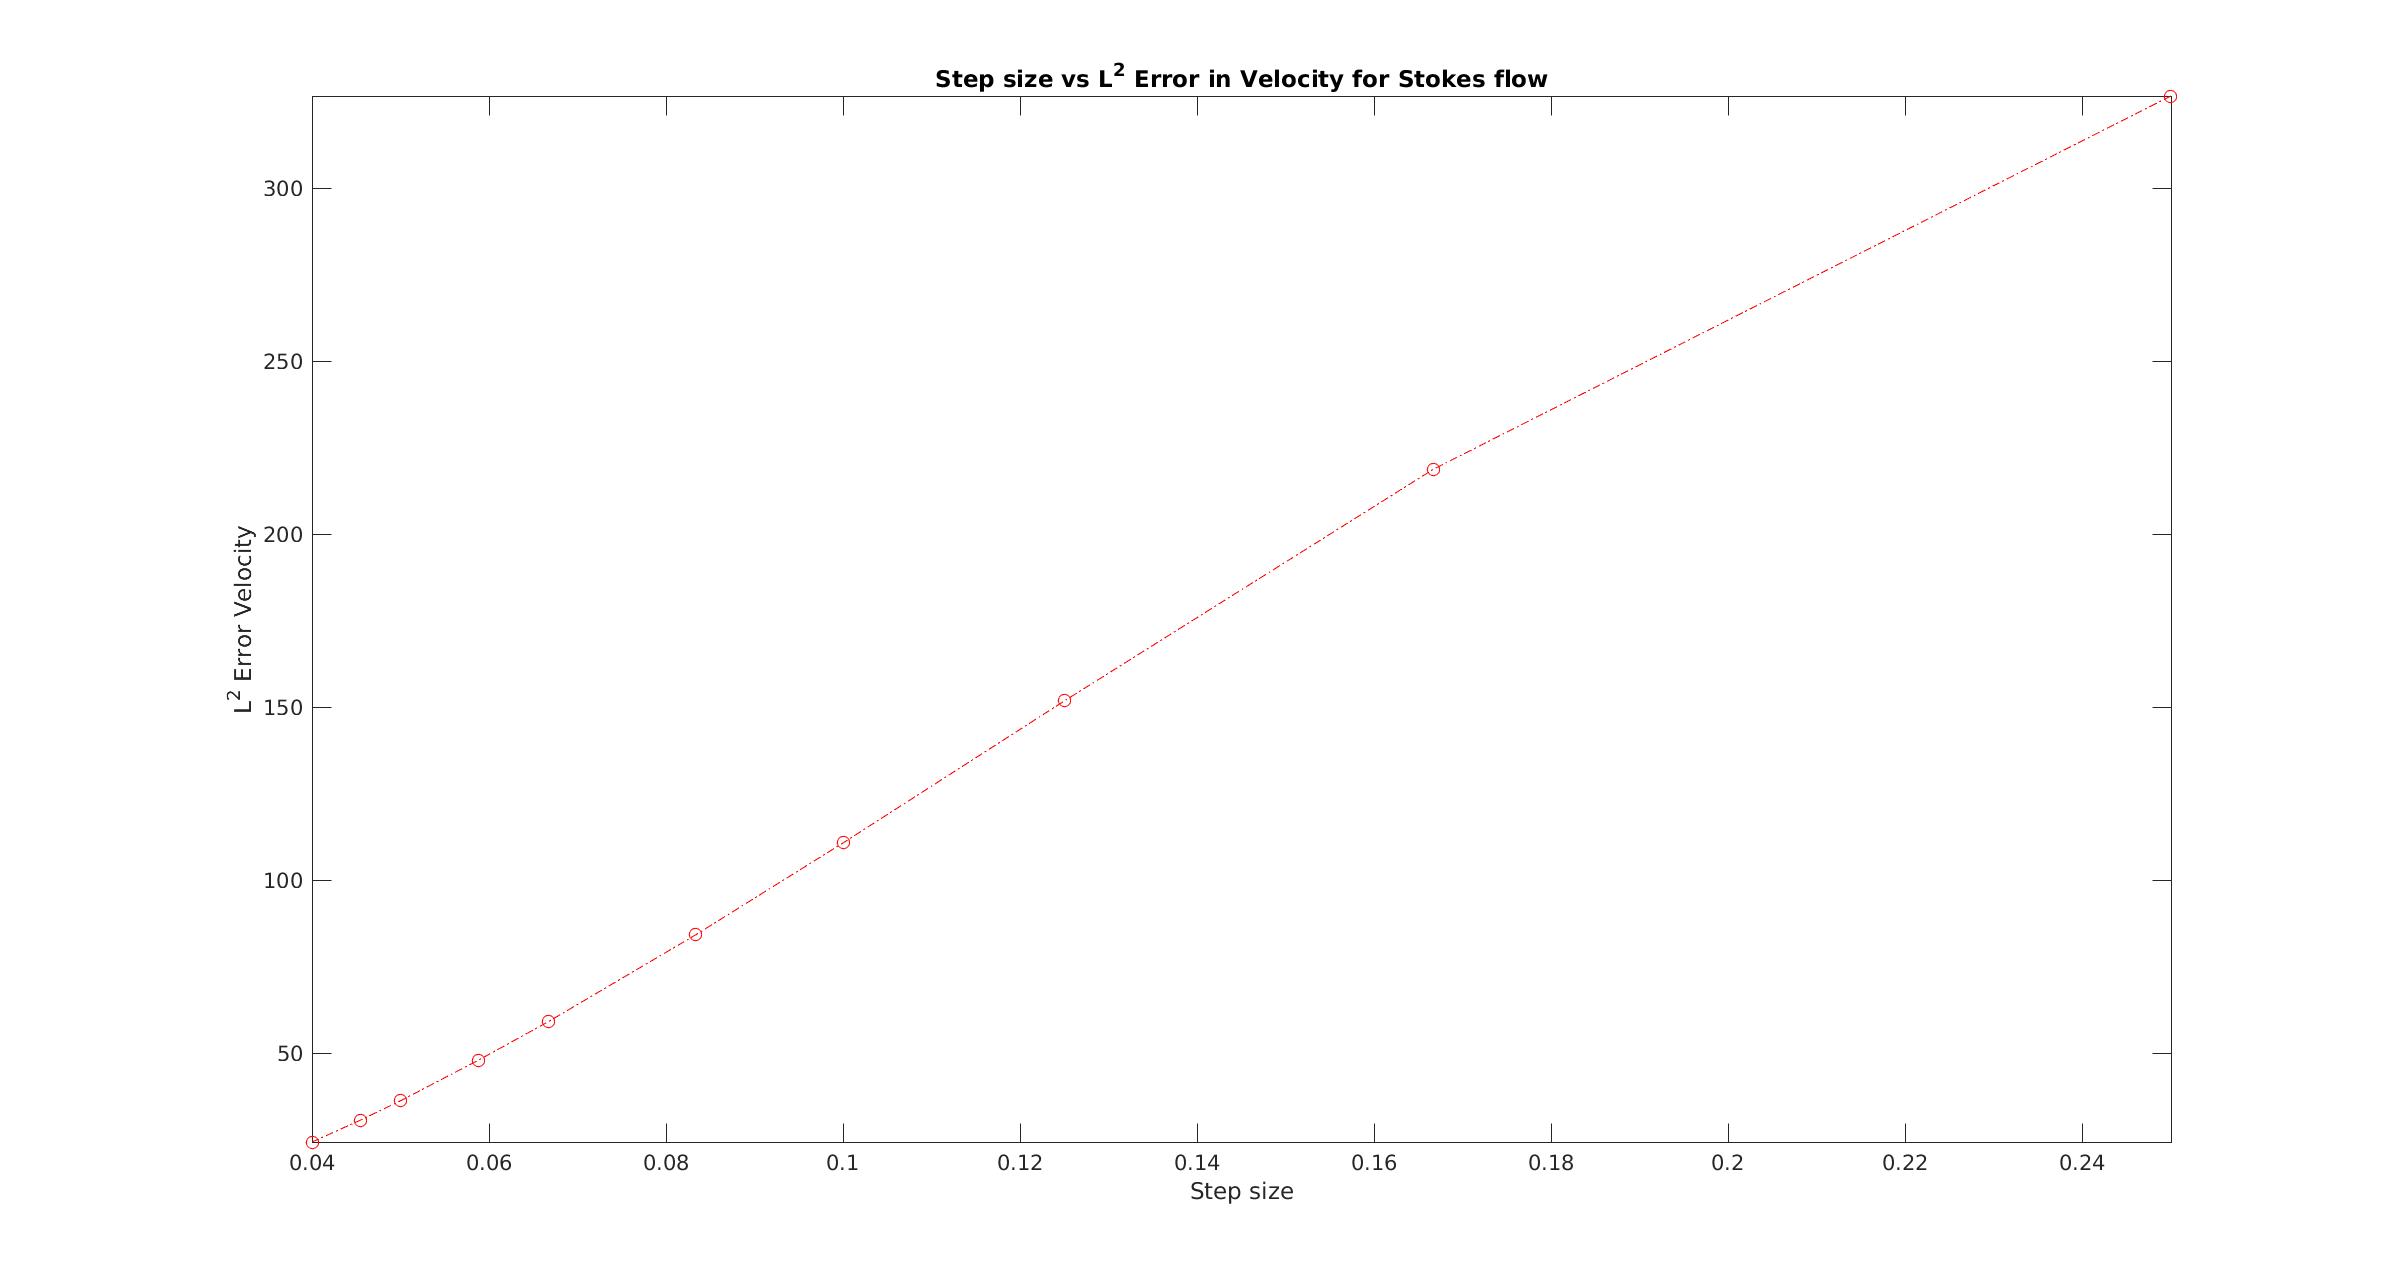 Step size vs L² Error in Velocity for Stokes flow
L² Error Velocity
300
250
200
150
100
50
0.04 0.06 0.08 0.1 0.12 0.14 0.16 0.18 0.2 0.22 0.24
Step size